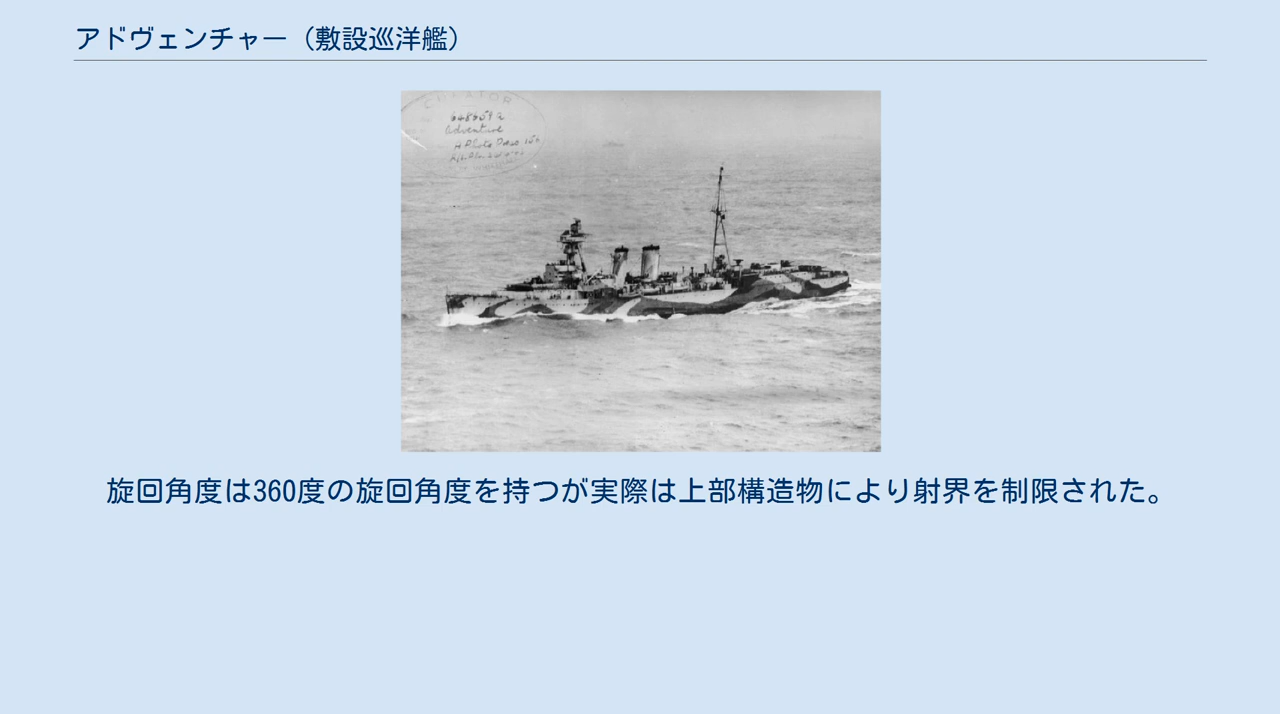 アドヴェンチャー（敷設巡洋艦）
Adventure
旋回角度は360度の旋回角度を持つが実際は上部構造物により射界を制限された。